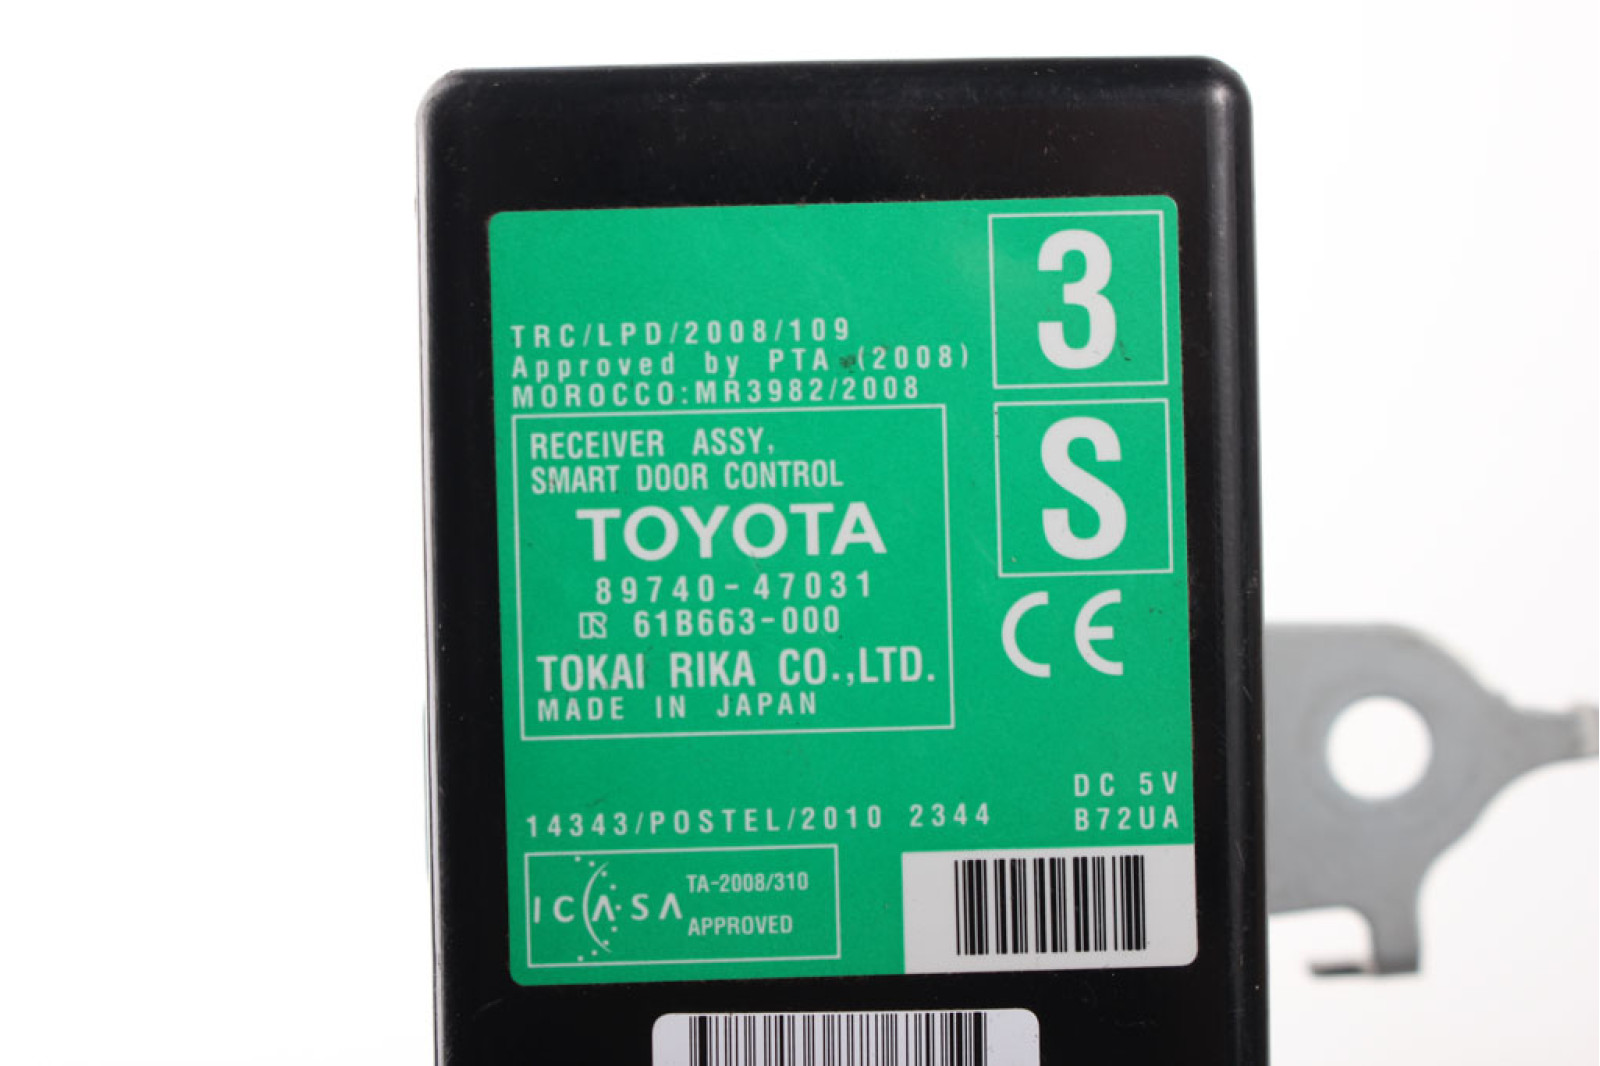 3
TRC/LPD/2008/109
Approved by PTA (2008)
MOROCCO:MR3982/2008
S
RECEIVER ASSY,
SMART DOOR CONTROL
TOYOTA
89740-47031
61B663-000
TOKAI RIKA CO.,LTD.
MADE IN JAPAN
CE
DC 5V
14343/POSTEL/2010 2344
B72UA
ICASA
TA-2008/310
APPROVED